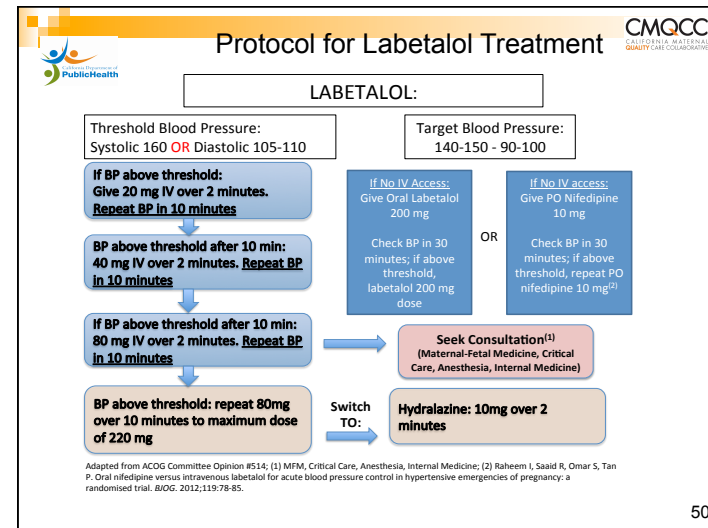 Protocol for Labetalol Treatment
California Department of
PublicHealth
CMQCC
CALIFORNIA MATERNAL
QUALITY CARE COLLABORATIVE
LABETALOL:
Threshold Blood Pressure:
Systolic 160 OR Diastolic 105-110
Target Blood Pressure:
140-150 - 90-100
If BP above threshold:
Give 20 mg IV over 2 minutes.
Repeat BP in 10 minutes
BP above threshold after 10 min:
40 mg IV over 2 minutes. Repeat BP
in 10 minutes
If BP above threshold after 10 min:
80 mg IV over 2 minutes. Repeat BP
in 10 minutes
BP above threshold: repeat 80mg
over 10 minutes to maximum dose
of 220 mg
If No IV Access:
Give Oral Labetalol
200 mg
Check BP in 30
minutes; if above
threshold,
labetalol 200 mg
dose
OR
If No IV access:
Give PO Nifedipine
10 mg
Check BP in 30
minutes; if above
threshold, repeat PO
nifedipine 10 mg(2)
Seek Consultation(1)
(Maternal-Fetal Medicine, Critical
Care, Anesthesia, Internal Medicine)
Switch
TO:
Hydralazine: 10mg over 2
minutes
Adapted from ACOG Committee Opinion #514; (1) MFM, Critical Care, Anesthesia, Internal Medicine; (2) Raheem I, Saaid R, Omar S, Tan
P. Oral nifedipine versus intravenous labetalol for acute blood pressure control in hypertensive emergencies of pregnancy: a
randomised trial. BJOG. 2012;119:78-85.
50